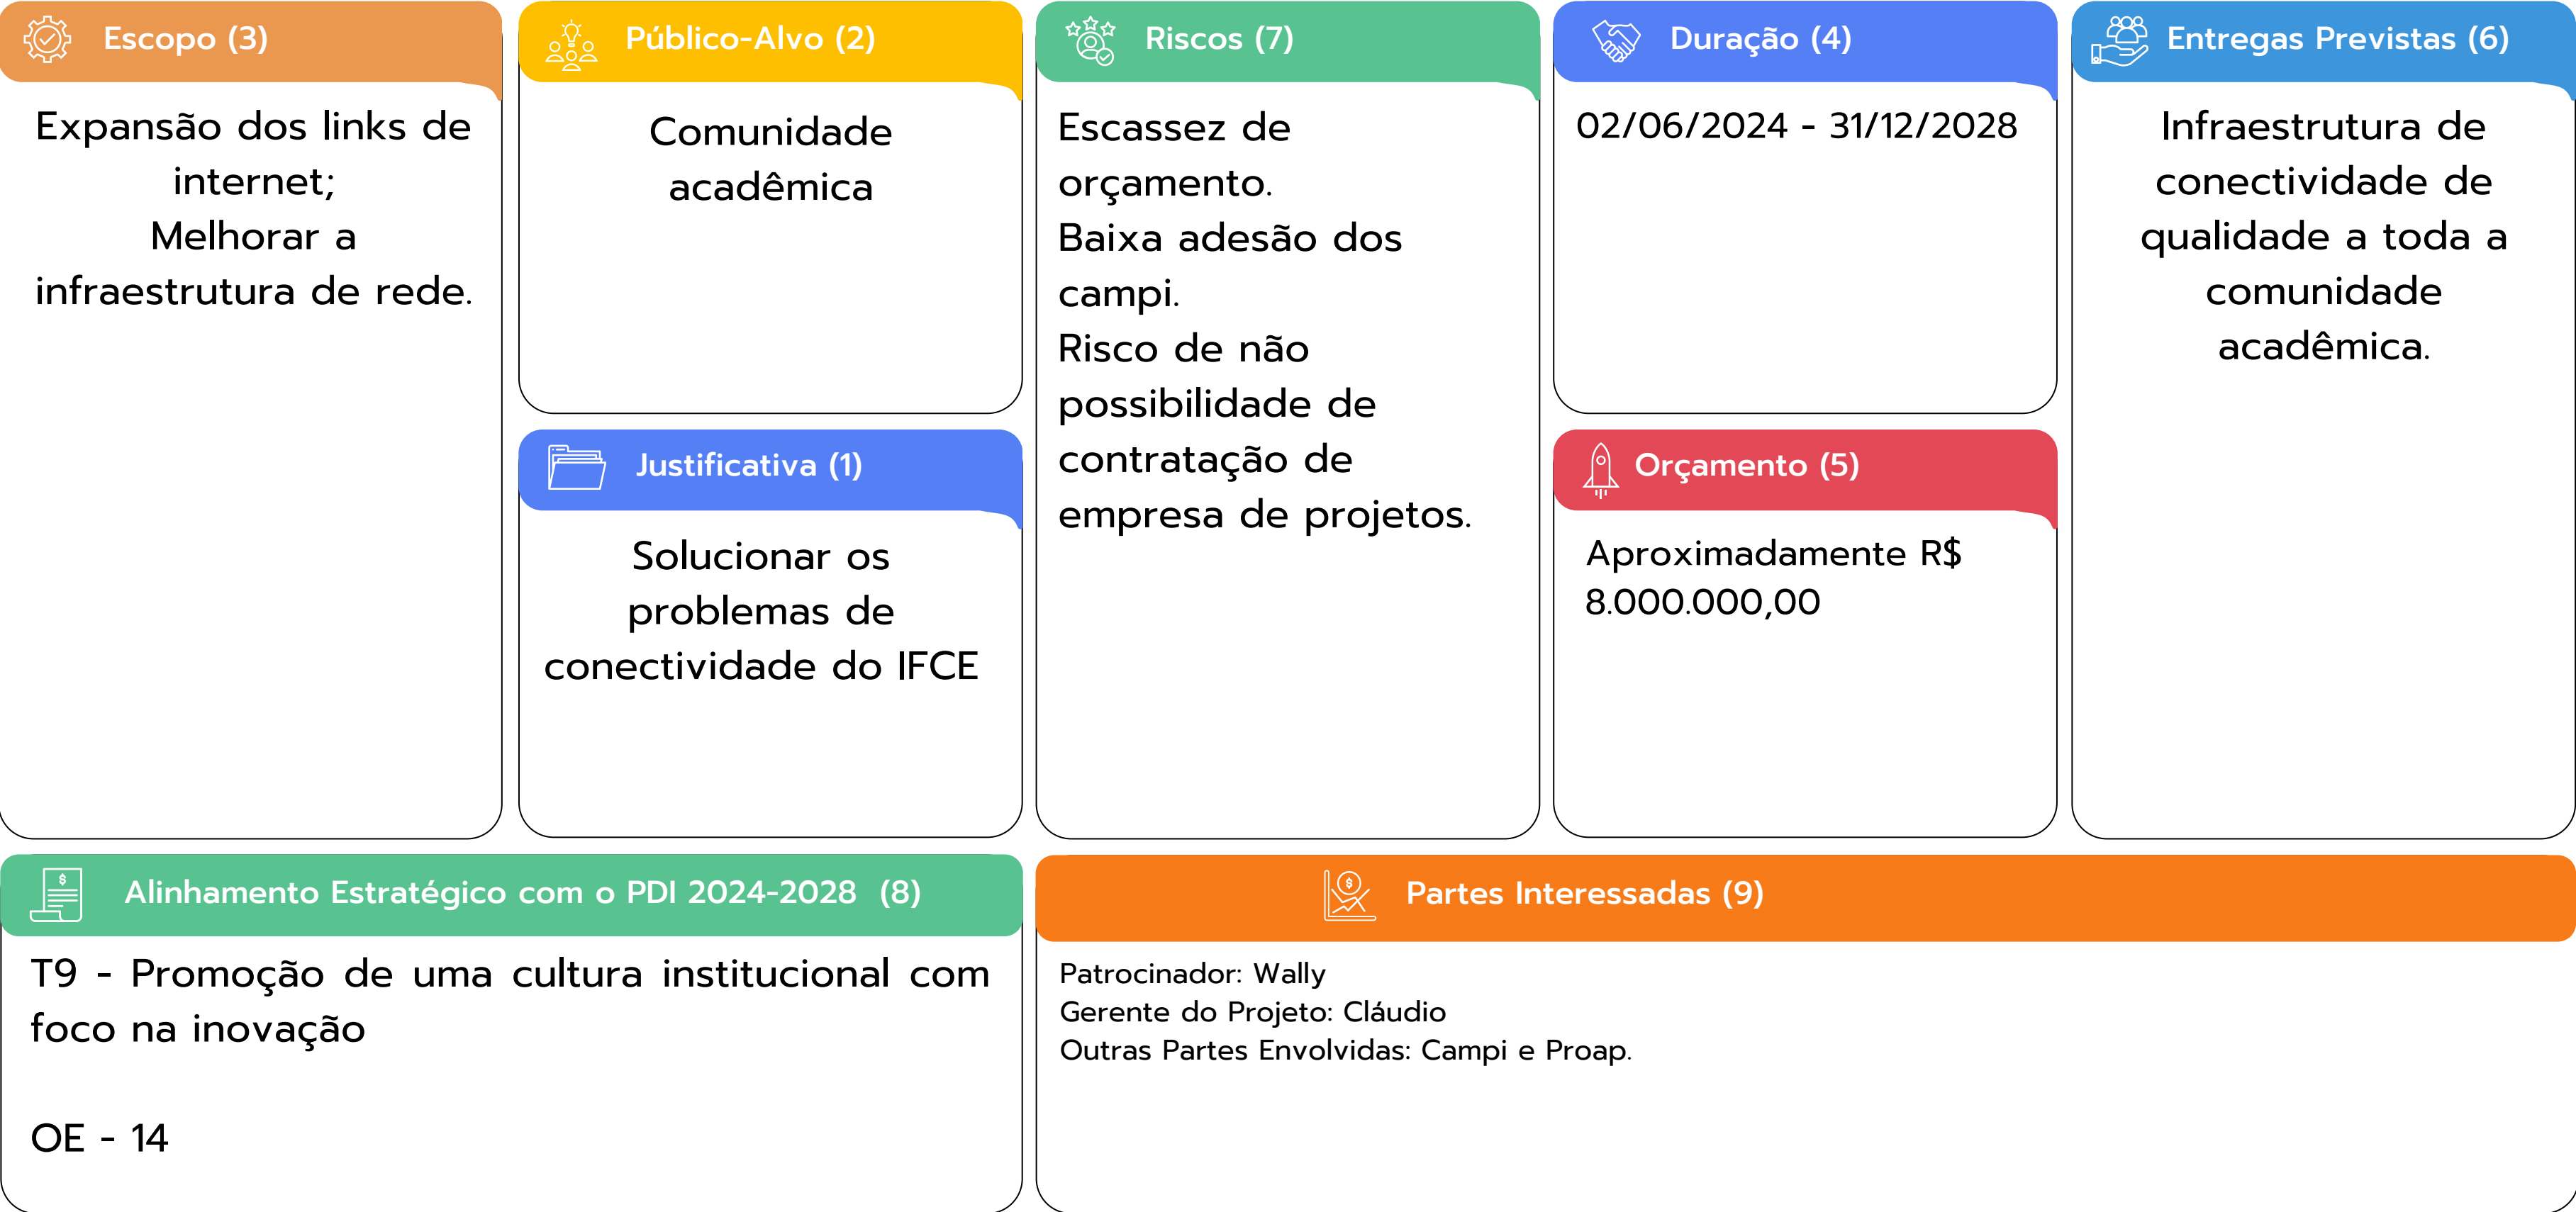 Escopo (3)
Expansão dos links de
internet;
Melhorar a
infraestrutura de rede.
Público-Alvo (2)
Comunidade
acadêmica
Justificativa (1)
Solucionar os
problemas de
conectividade do IFCE
Riscos (7)
Escassez de
orçamento.
Baixa adesão dos
campi.
Risco de não
possibilidade de
contratação de
empresa de projetos.
Duração (4)
02/06/2024 - 31/12/2028
Orçamento (5)
Aproximadamente R$
8.000.000,00
Entregas Previstas (6)
Infraestrutura de
conectividade de
qualidade a toda a
comunidade
acadêmica.
Alinhamento Estratégico com o PDI 2024-2028 (8)
T9 - Promoção de uma cultura institucional com
foco na inovação
OE - 14
Partes Interessadas (9)
Patrocinador: Wally
Gerente do Projeto: Cláudio
Outras Partes Envolvidas: Campi e Proap.